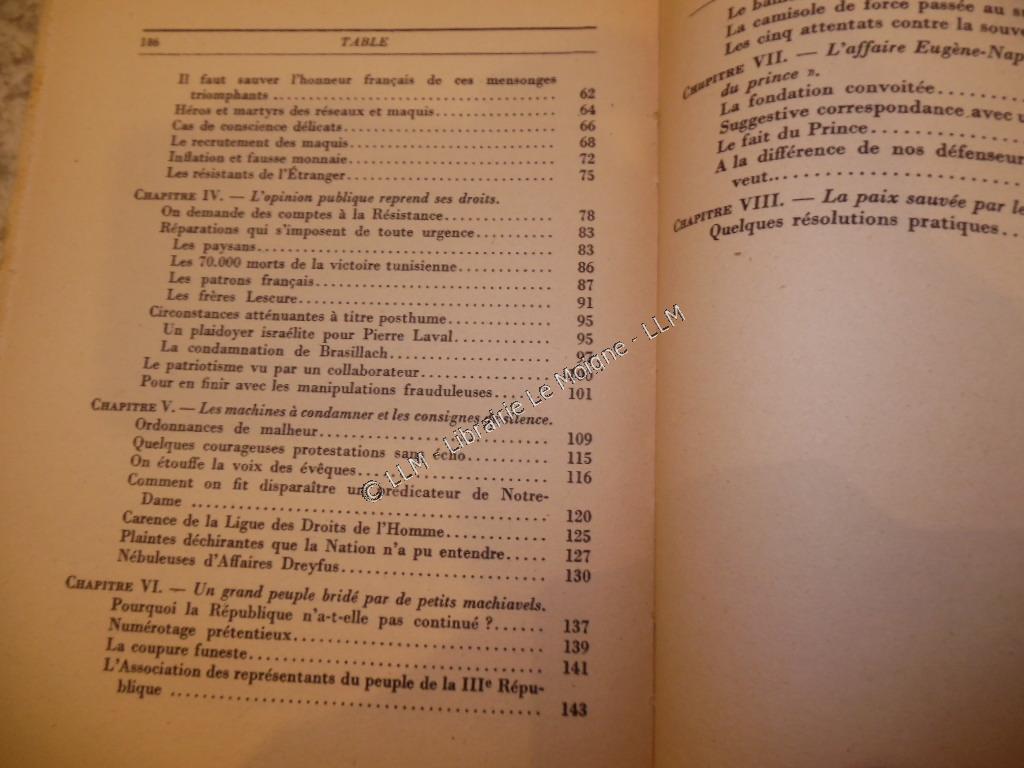 186 TABLE
Il faut sauver l'honneur français de ces mensonges
triomphants ........ 62
Héros et martyrs des réseaux et maquis ........ 64
Cas de conscience délicats ........ 66
Le recrutement des maquis ........ 68
Inflation et fausse monnaie ........ 72
Les résistants de l'Étranger ........ 75
CHAPITRE IV. — L'opinion publique reprend ses droits.
On demande des comptes à la Résistance ........ 78
Réparations qui s'imposent de toute urgence ........ 83
Les paysans ........ 83
Les 70.000 morts de la victoire tunisienne ........ 86
Les patrons français ........ 87
Les frères Lescure ........ 91
Circonstances atténuantes à titre posthume ........ 95
Un plaidoyer israélite pour Pierre Laval ........ 95
La condamnation de Brasillach ........ 97
Le patriotisme vu par un collaborateur ........
Pour en finir avec les manipulations frauduleuses ........ 101
CHAPITRE V. — Les machines à condamner et les consignes de silence.
Ordonnances de malheur ........ 109
Quelques courageuses protestations sans écho ........ 115
On étouffe la voix des évêques ........ 116
Comment on fit disparaître un prédicateur de Notre-
Dame ........ 120
Carence de la Ligue des Droits de l'Homme ........ 125
Plaintes déchirantes que la Nation n'a pu entendre ..... 127
Nébuleuses d'Affaires Dreyfus ........ 130
CHAPITRE VI. — Un grand peuple bridé par de petits machiavels.
Pourquoi la République n'a-t-elle pas continué ? ...... 137
Numérotage prétentieux ........ 139
La coupure funeste ........ 141
L'Association des représentants du peuple de la IIIe Répu-
blique ........ 143
Le
La camisole de force passée au
Les cinq attentats contre la
CHAPITRE VII. — L'affaire Eugène-Nap
du prince ».
La fondation convoitée ........
Suggestive correspondance avec
Le fait du Prince ........
A la différence de nos défenseur
veut ........
CHAPITRE VIII. — La paix sauvée par le
Quelques résolutions pratiques ...
© LLM - Librairie Le Moigne - LLM